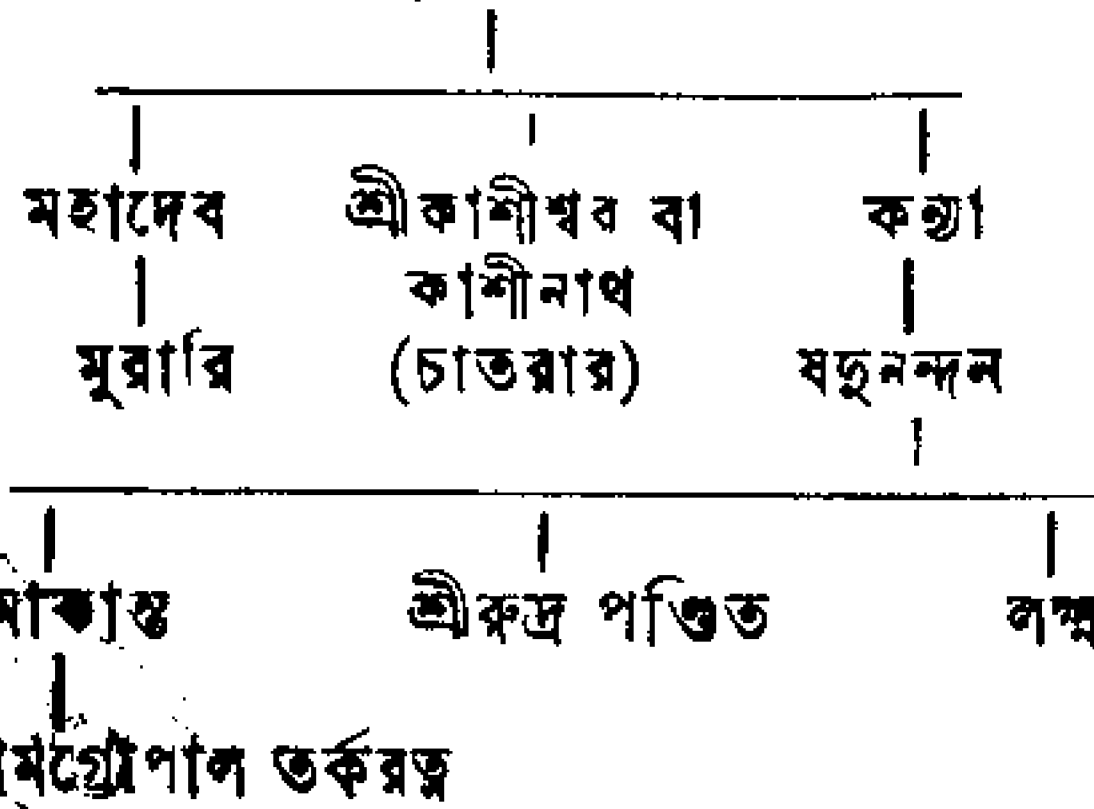 মহাদেব শ্রীকাশীশ্বর বা কন্যা
কাশীনাথ
মুরারি (চাতরার) যদুনন্দন
শ্রীরুদ্র পণ্ডিত
তর্করত্ন